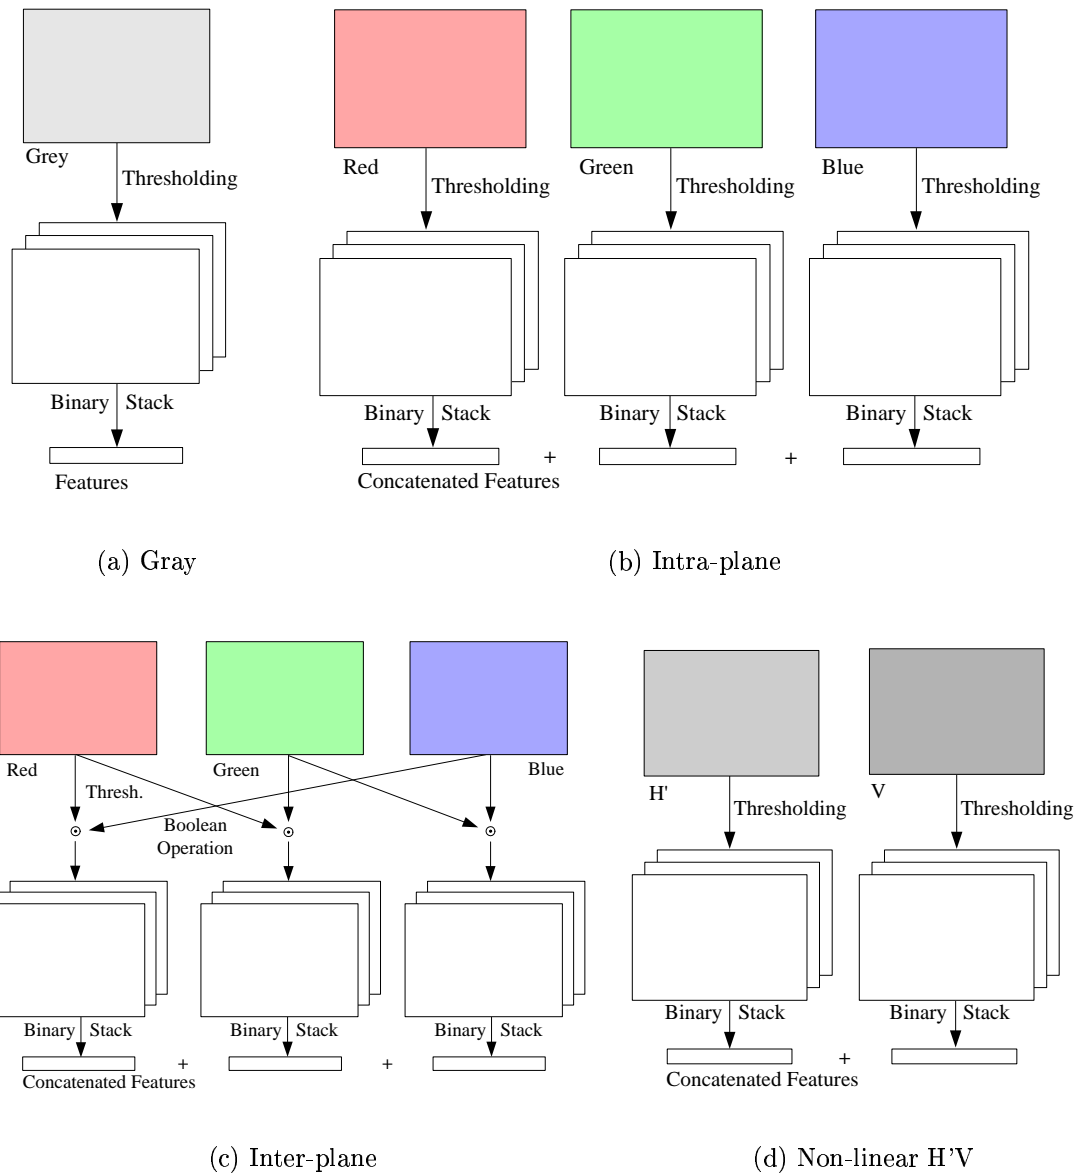 Grey
Thresholding
Binary Stack
Features
(a) Gray
Red Green Blue
Thresholding Thresholding Thresholding
Binary Stack Binary Stack Binary Stack
+ +
Concatenated Features
(b) Intra-plane
Red Green Blue
Thresh.
Boolean
Operation
Binary Stack Binary Stack Binary Stack
+ +
Concatenated Features
(c) Inter-plane
H' V
Thresholding Thresholding
Binary Stack Binary Stack
+
Concatenated Features
(d) Non-linear H'V